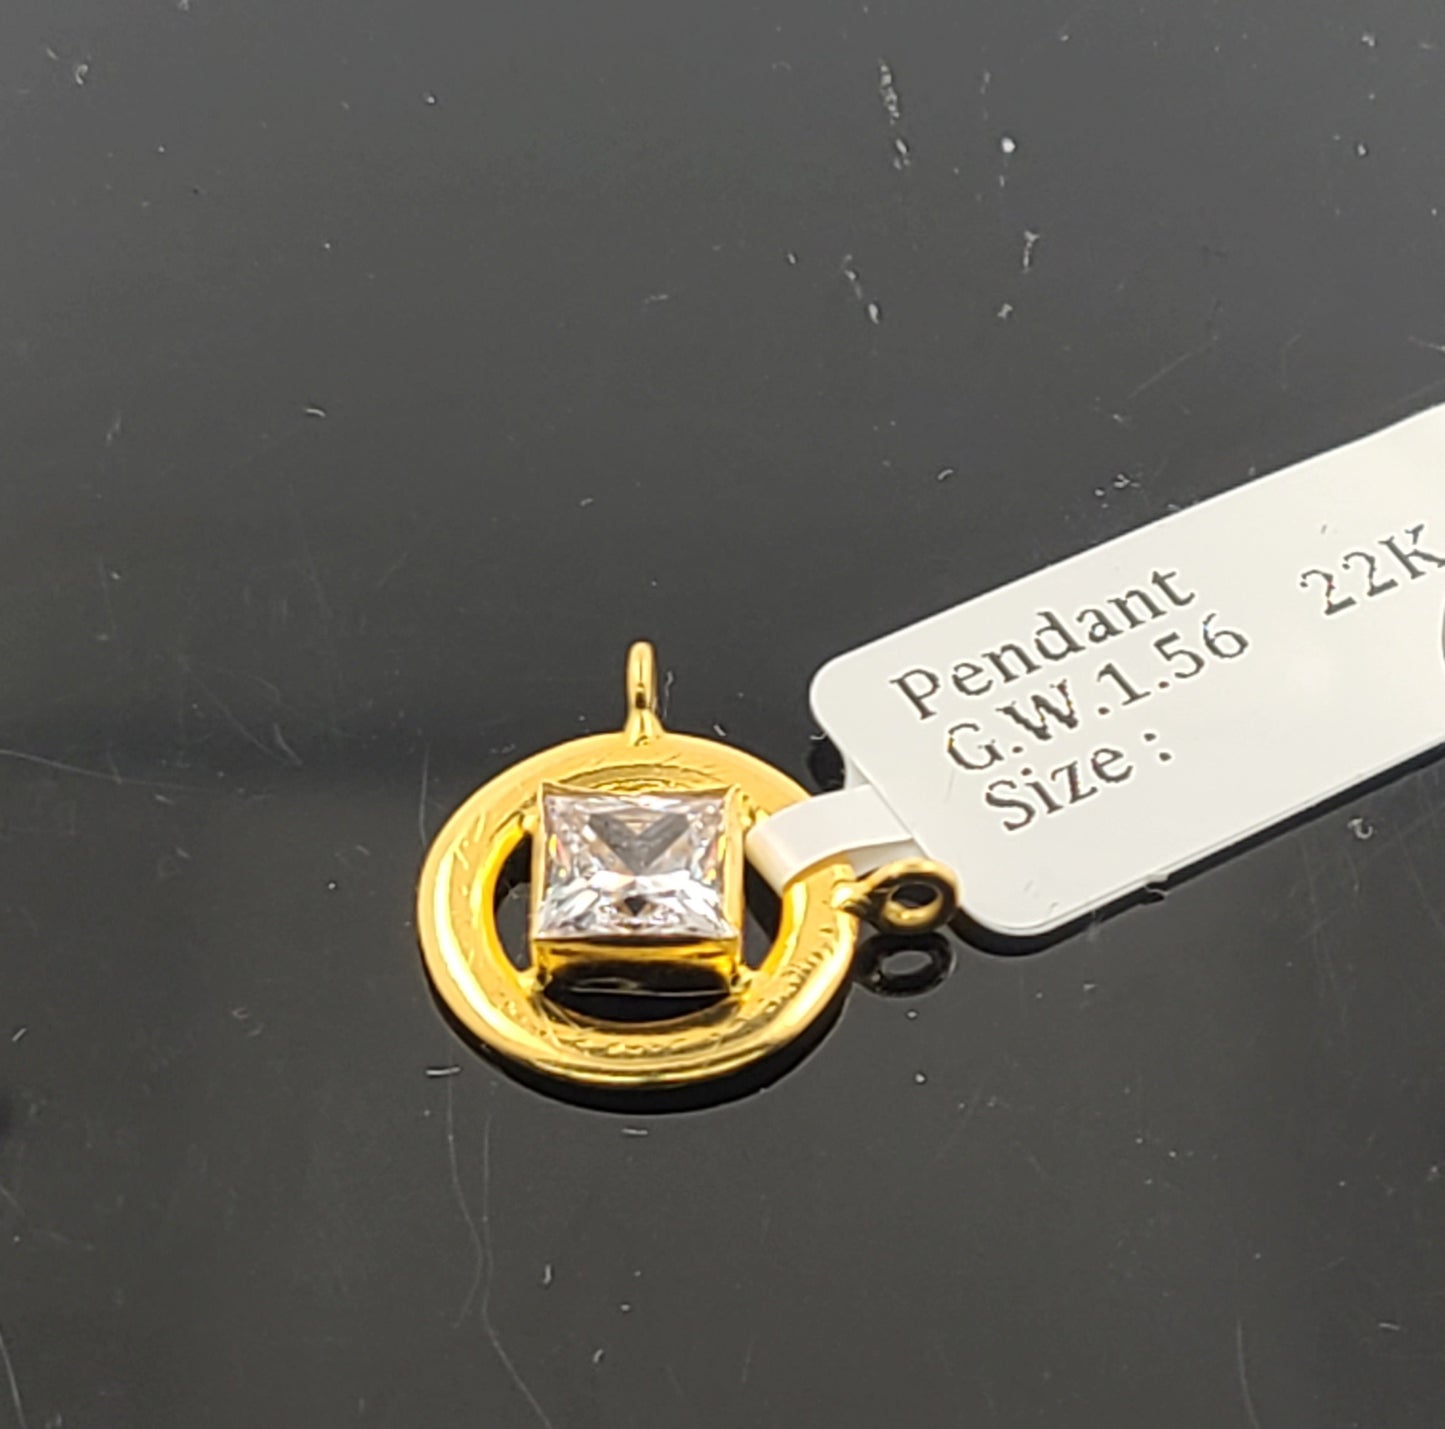 Pendant 22K
G.W.1.56
Size :